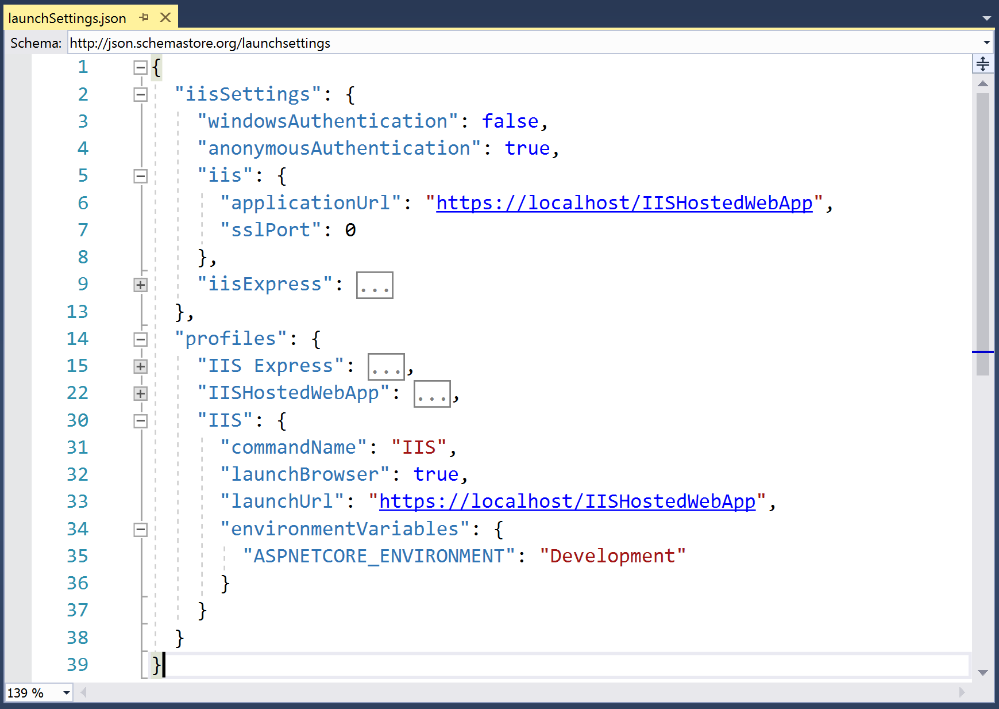 launchSettings.json
Schema: http://json.schemastore.org/launchsettings
1 {
2 "iisSettings": {
3 "windowsAuthentication": false,
4 "anonymousAuthentication": true,
5 "iis": {
6 "applicationUrl": "https://localhost/IISHostedWebApp",
7 "sslPort": 0
8 },
9 "iisExpress": ...
13 },
14 "profiles": {
15 "IIS Express": ...,
22 "IISHostedWebApp": ...,
30 "IIS": {
31 "commandName": "IIS",
32 "launchBrowser": true,
33 "launchUrl": "https://localhost/IISHostedWebApp",
34 "environmentVariables": {
35 "ASPNETCORE_ENVIRONMENT": "Development"
36 }
37 }
38 }
39 }
139 %